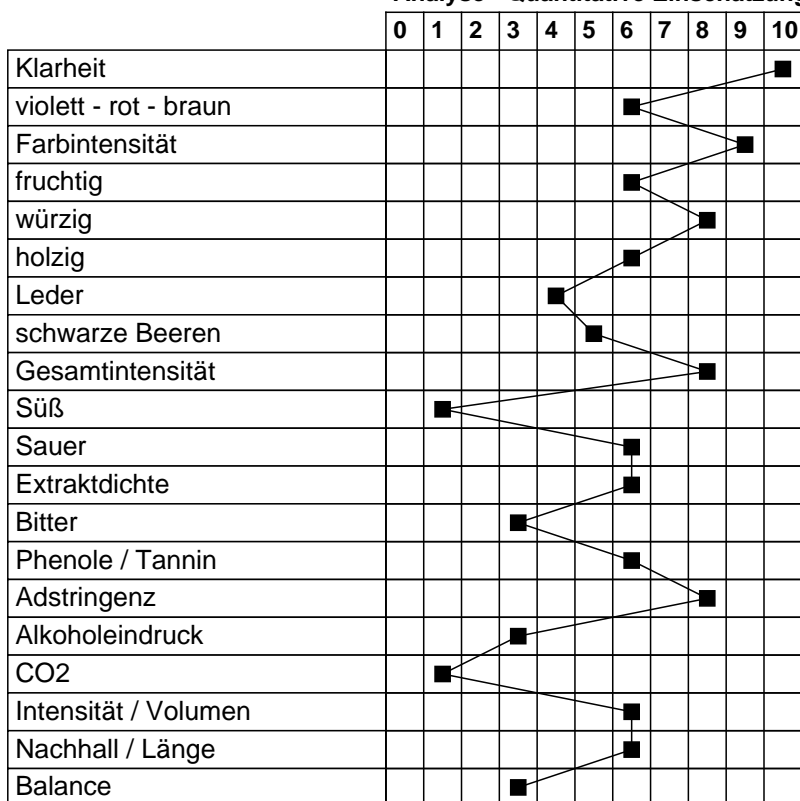 Analyse - Quantitative Einschätzung
0 1 2 3 4 5 6 7 8 9 10
Klarheit
violett - rot - braun
Farbintensität
fruchtig
würzig
holzig
Leder
schwarze Beeren
Gesamtintensität
Süß
Sauer
Extraktdichte
Bitter
Phenole / Tannin
Adstringenz
Alkoholeindruck
CO2
Intensität / Volumen
Nachhall / Länge
Balance